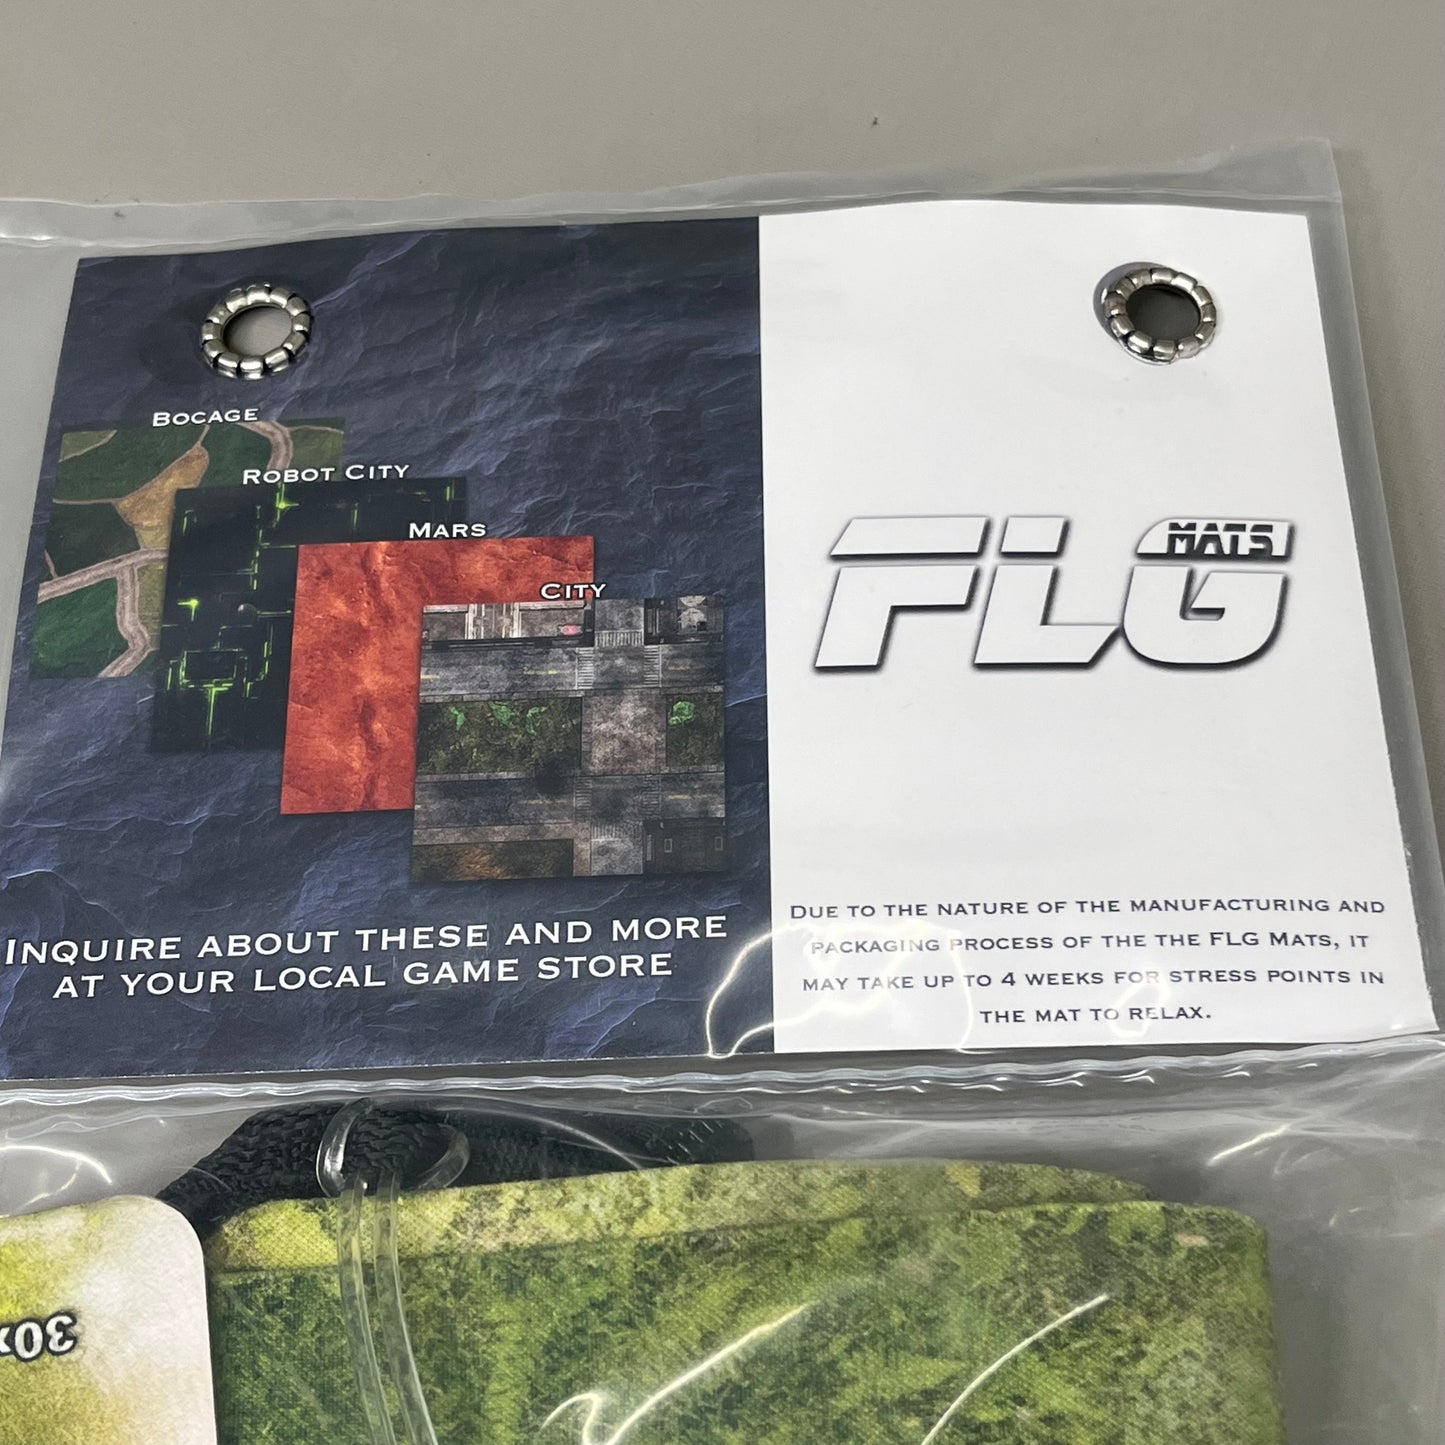 BOCAGE
ROBOT CITY
MARS
CITY
INQUIRE ABOUT THESE AND MORE
AT YOUR LOCAL GAME STORE
FLG
MATS
DUE TO THE NATURE OF THE MANUFACTURING AND
PACKAGING PROCESS OF THE THE FLG MATS, IT
MAY TAKE UP TO 4 WEEKS FOR STRESS POINTS IN
THE MAT TO RELAX.
30x